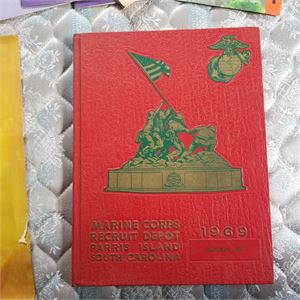 MARINE CORPS
RECRUIT DEPOT
PARRIS ISLAND
SOUTH CAROLINA
1969